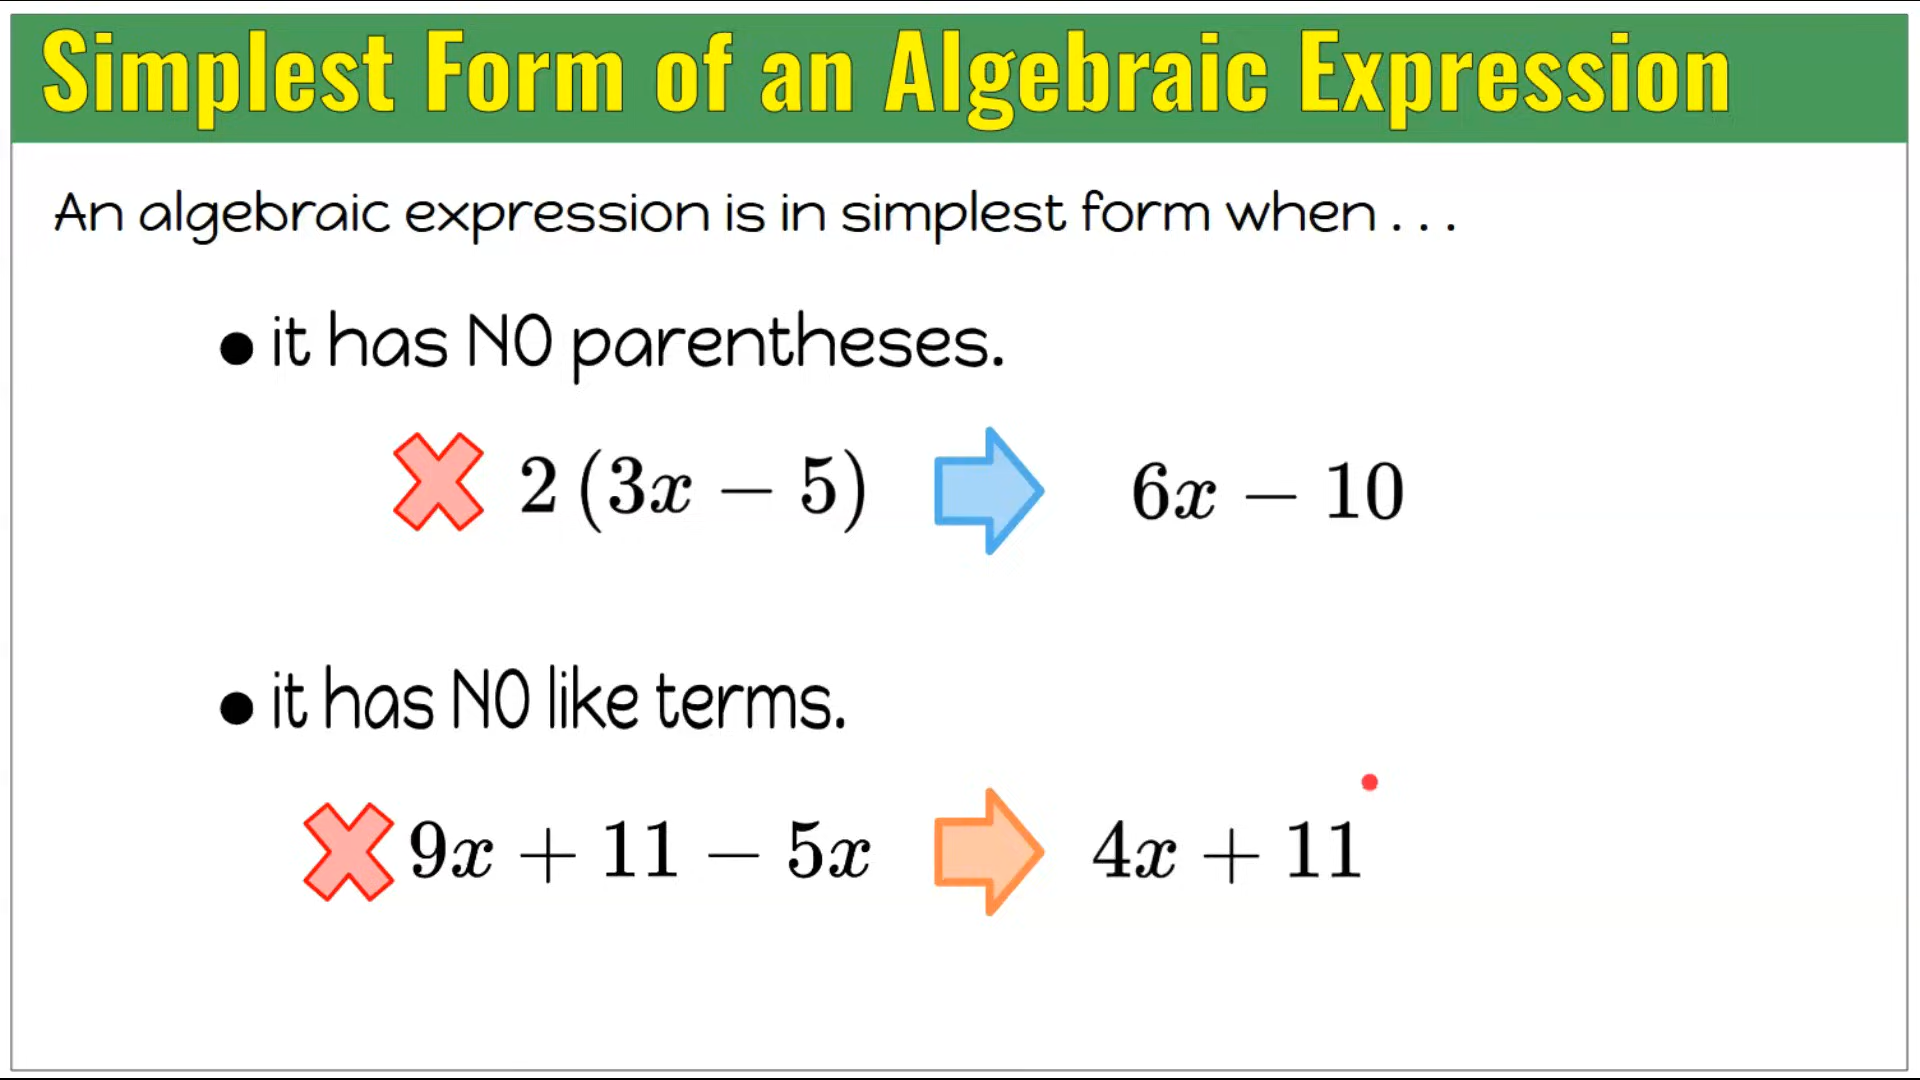 Simplest Form of an Algebraic Expression
An algebraic expression is in simplest form when . . .
● it has NO parentheses.
2 (3x − 5) 6x − 10
● it has NO like terms.
9x + 11 − 5x 4x + 11